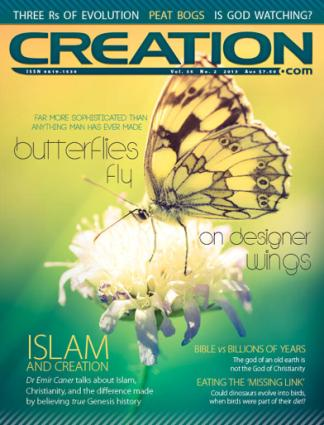 THREE Rs OF EVOLUTION PEAT BOGS IS GOD WATCHING?
CREATION
.com
ISSN 0819-1530 Vol. 35 No. 2 2013 Aus $7.50
FAR MORE SOPHISTICATED THAN
ANYTHING MAN HAS EVER MADE
butterflies
fly
on designer
wings
ISLAM
AND CREATION
Dr Emir Caner talks about Islam,
Christianity, and the difference made
by believing true Genesis history
BIBLE vs BILLIONS OF YEARS
The god of an old earth is
not the God of Christianity
EATING THE 'MISSING LINK'
Could dinosaurs evolve into birds,
when birds were part of their diet?